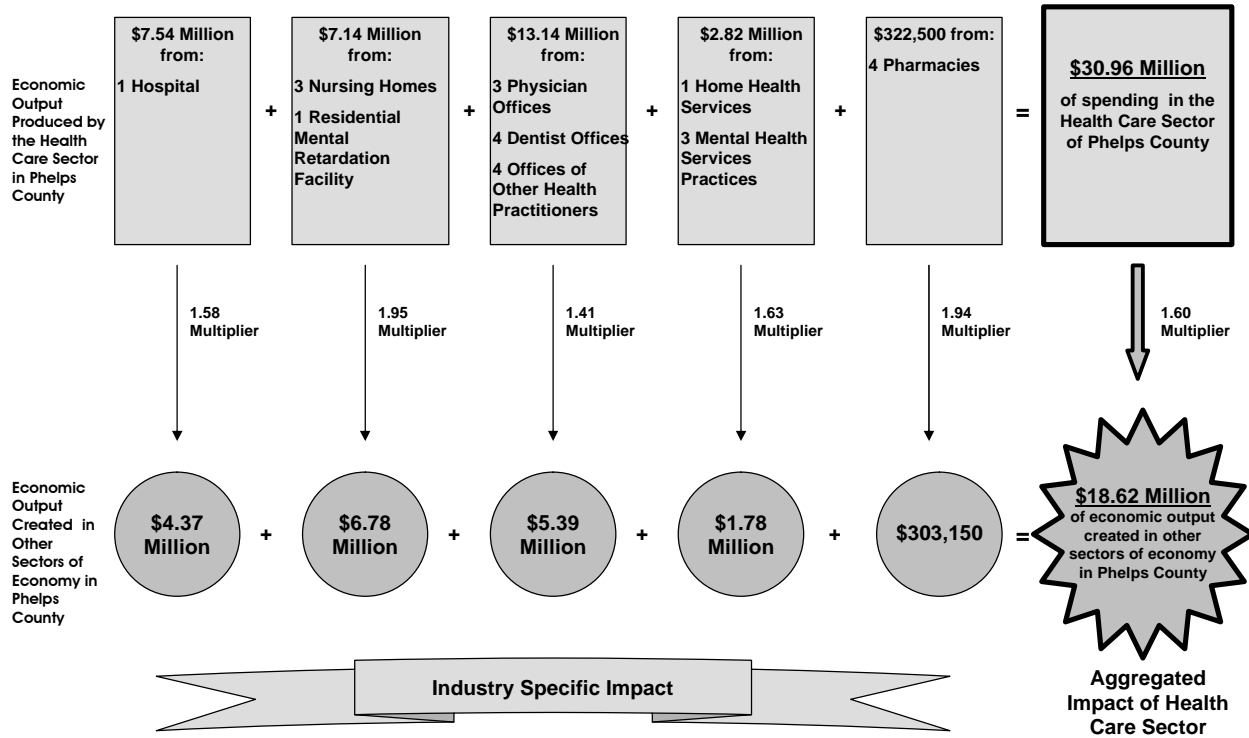 Economic
Output
Produced by
the Health
Care Sector
in Phelps
County
$7.54 Million
from:
1 Hospital
+
$7.14 Million
from:
3 Nursing Homes
1 Residential
Mental
Retardation
Facility
+
$13.14 Million
from:
3 Physician
Offices
4 Dentist Offices
4 Offices of
Other Health
Practitioners
+
$2.82 Million
from:
1 Home Health
Services
3 Mental Health
Services
Practices
+
$322,500 from:
4 Pharmacies
=
$30.96 Million
of spending in the
Health Care Sector
of Phelps County
1.58
Multiplier
1.95
Multiplier
1.41
Multiplier
1.63
Multiplier
1.94
Multiplier
1.60
Multiplier
Economic
Output
Created in
Other
Sectors of
Economy in
Phelps
County
$4.37
Million
+
$6.78
Million
+
$5.39
Million
+
$1.78
Million
+
$303,150
=
$18.62 Million
of economic output
created in other
sectors of economy
in Phelps County
Industry Specific Impact
Aggregated
Impact of Health
Care Sector